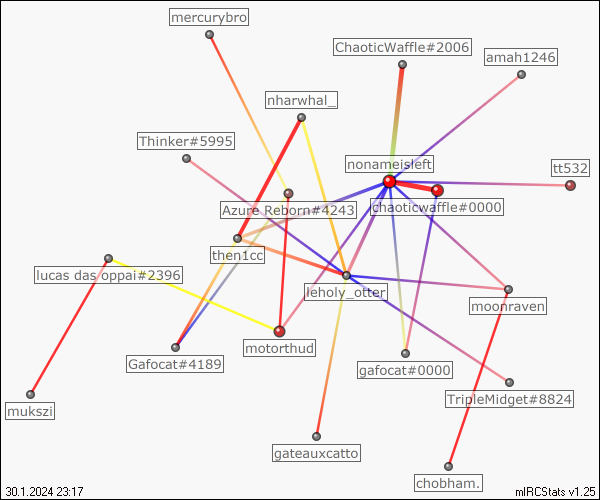 mercurybro
ChaoticWaffle#2006
amah1246
nharwhal_
Thinker#5995
nonameisleft
tt532
Azure Reborn#4243
chaoticwaffle#0000
then1cc
lucas das oppai#2396
leholy_otter
moonraven
Gafocat#4189
motorthud
gafocat#0000
TripleMidget#8824
mukszi
gateauxcatto
chobham.
30.1.2024 23:17
mIRCStats v1.25